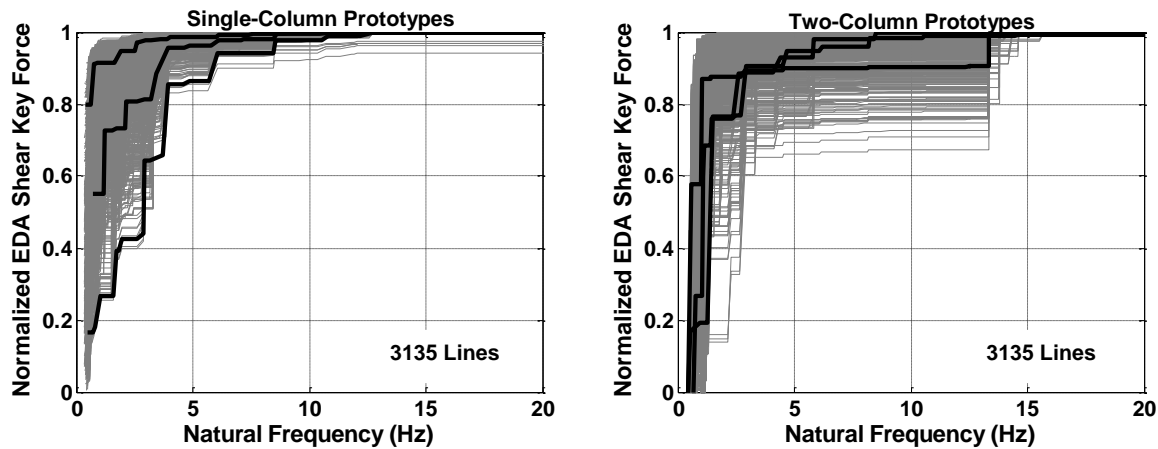 Single-Column Prototypes
Normalized EDA Shear Key Force
1
0.8
0.6
0.4
0.2
0
3135 Lines
0 5 10 15 20
Natural Frequency (Hz)
Two-Column Prototypes
Normalized EDA Shear Key Force
1
0.8
0.6
0.4
0.2
0
3135 Lines
0 5 10 15 20
Natural Frequency (Hz)